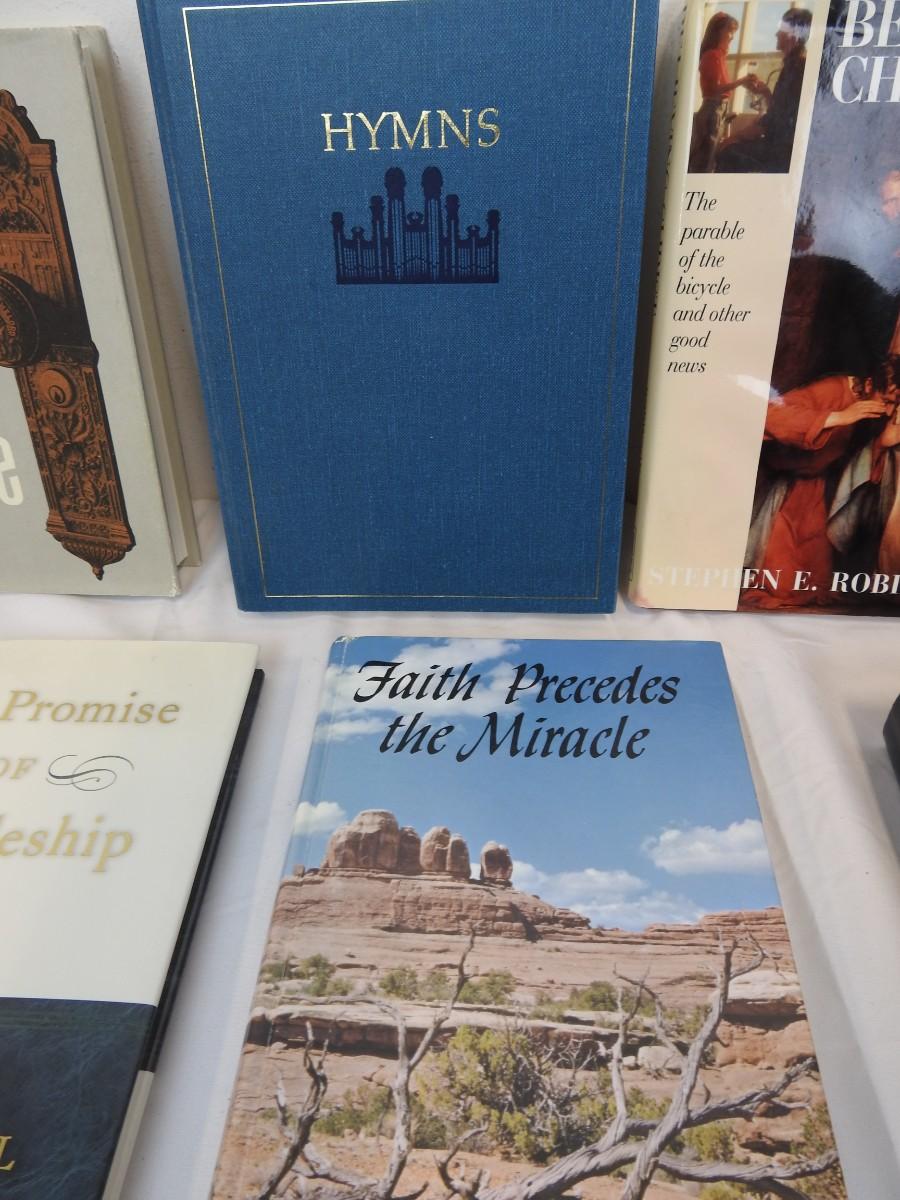 HYMNS
BE
CH
The
parable
of the
bicycle
and other
good
news
STEPHEN E. ROBI
e
Promise
OF
leship
L
Faith Precedes
the Miracle